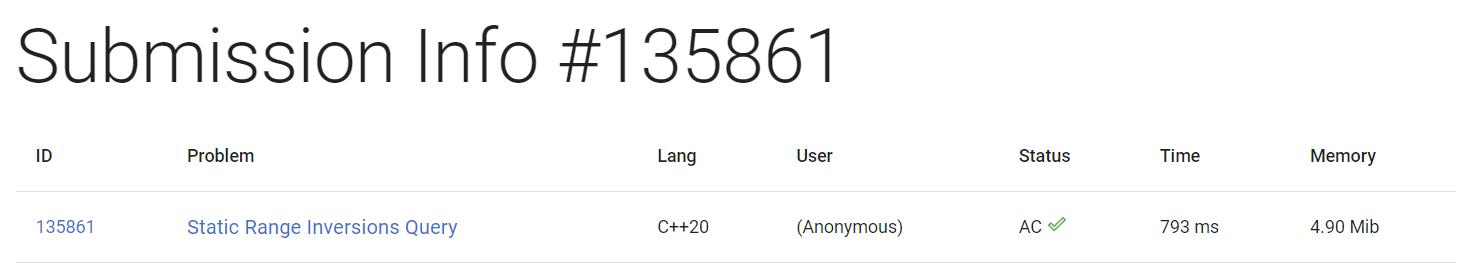 Submission Info #135861
ID Problem Lang User Status Time Memory
135861 Static Range Inversions Query C++20 (Anonymous) AC 793 ms 4.90 Mib